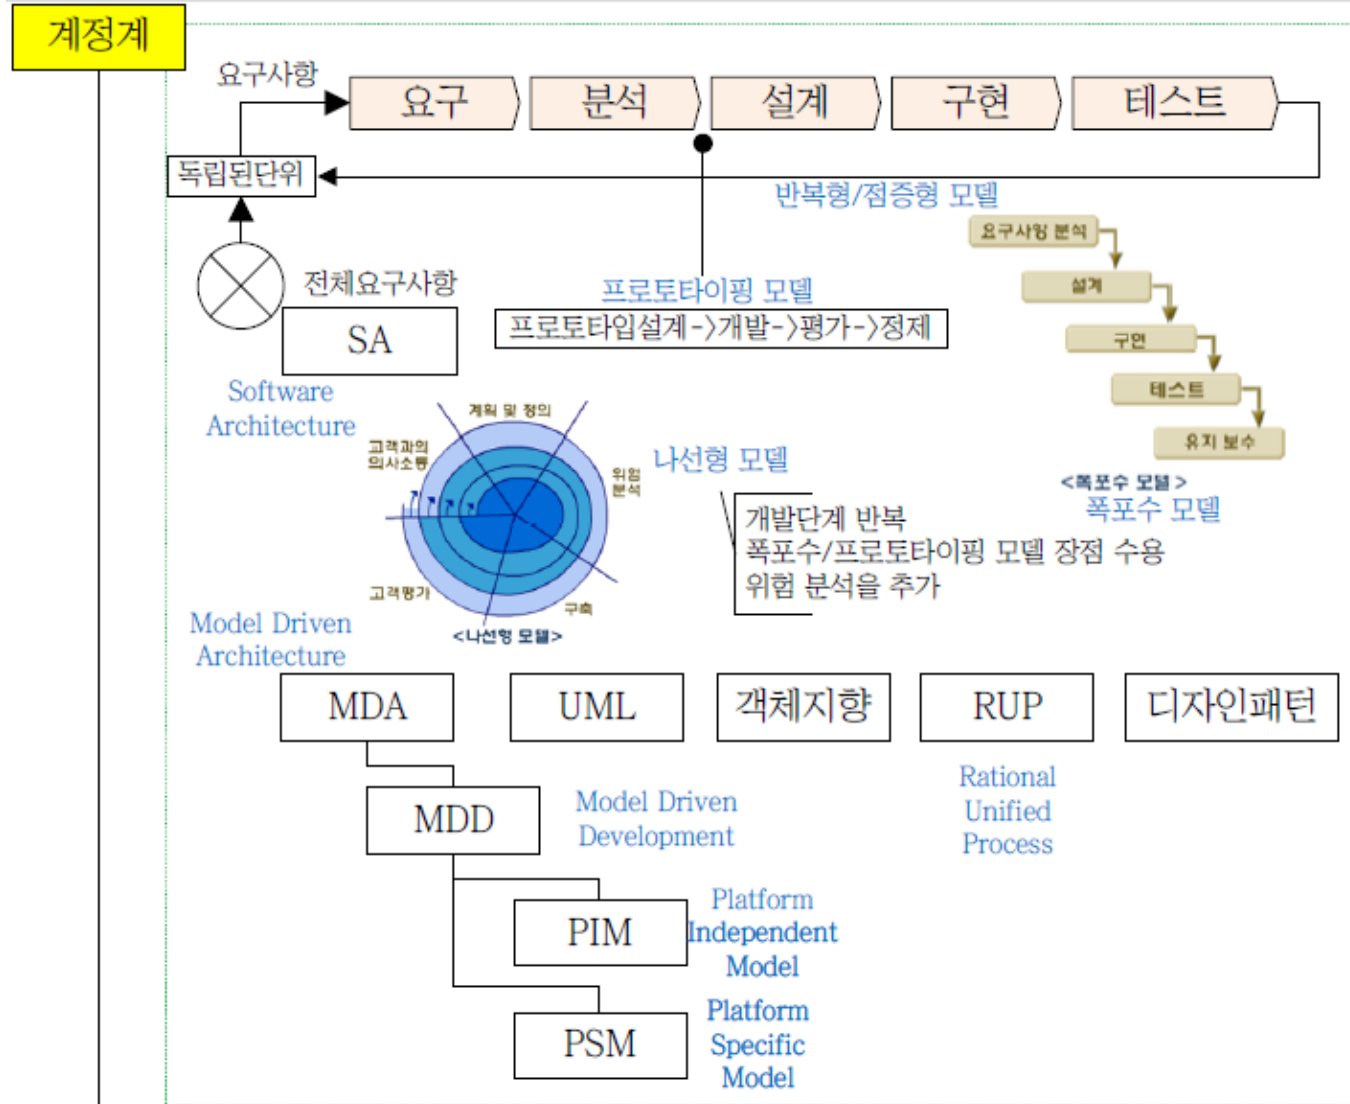 계정계
요구사항
요구
분석
설계
구현
테스트
독립된단위
반복형/점증형 모델
전체요구사항
SA
Software
Architecture
프로토타이핑 모델
프로토타입설계->개발->평가->정제
요구사항 분석
설계
구현
테스트
유지 보수
<폭포수 모델>
폭포수 모델
계획 및 정의
고객과의
의사소통
위험
분석
고객평가
구축
<나선형 모델>
나선형 모델
개발단계 반복
폭포수/프로토타이핑 모델 장점 수용
위험 분석을 추가
Model Driven
Architecture
MDA
UML
객체지향
RUP
디자인패턴
Rational
Unified
Process
MDD
Model Driven
Development
PIM
Platform
Independent
Model
PSM
Platform
Specific
Model